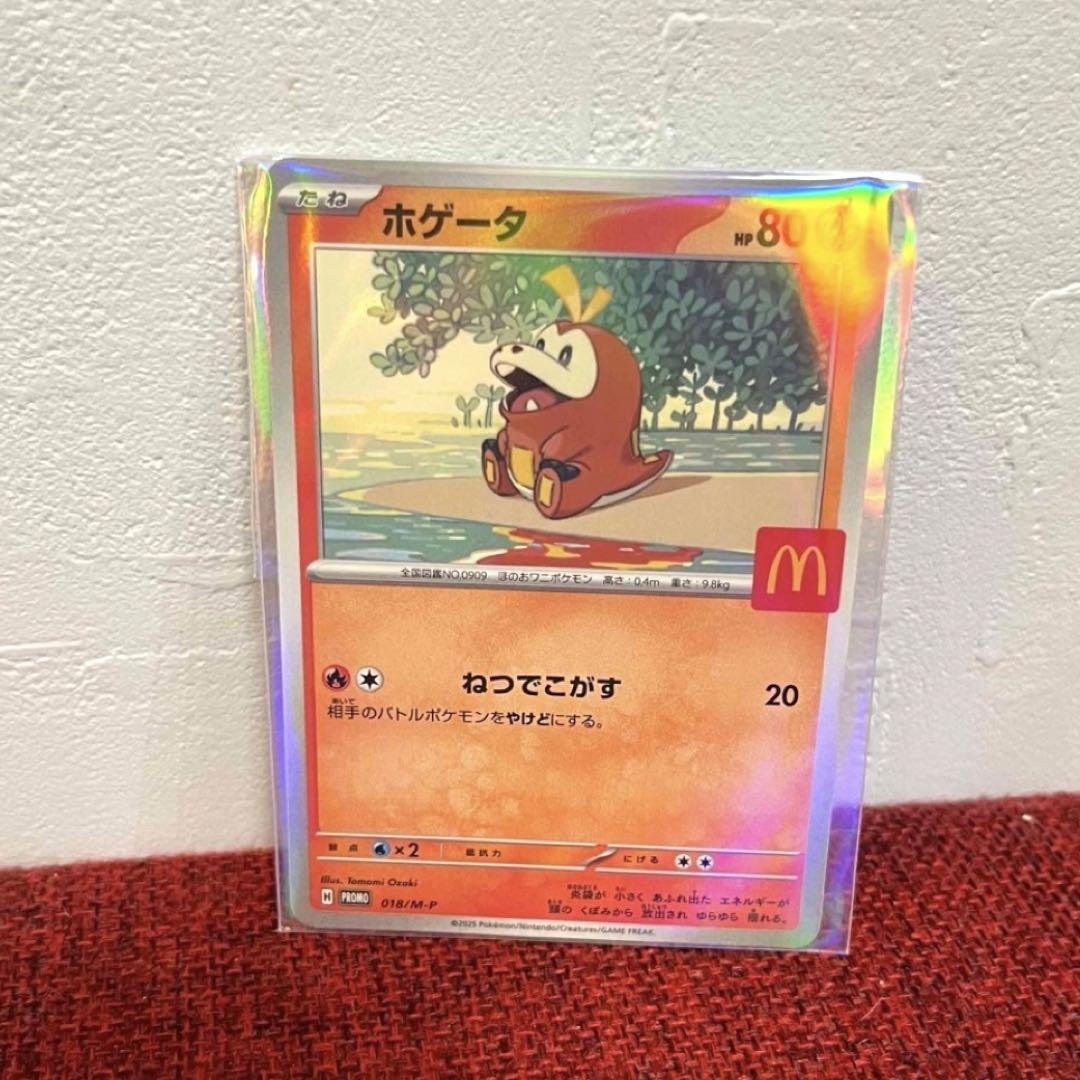 たね ホゲータ HP 80
全国図鑑NO.0909 ほのおワニポケモン 高さ:0.4m 重さ:9.8kg
M
ねつでこがす 20
相手のバトルポケモンをやけどにする。
弱点 ×2 抵抗力 にげる
Illus. Tomomi Ozaki
炎袋が 小さく あふれ出た エネルギーが
頭の くぼみから 放出され ゆらゆら 揺れる。
H PROMO 018/M-P
©2025 Pokémon/Nintendo/Creatures/GAME FREAK.